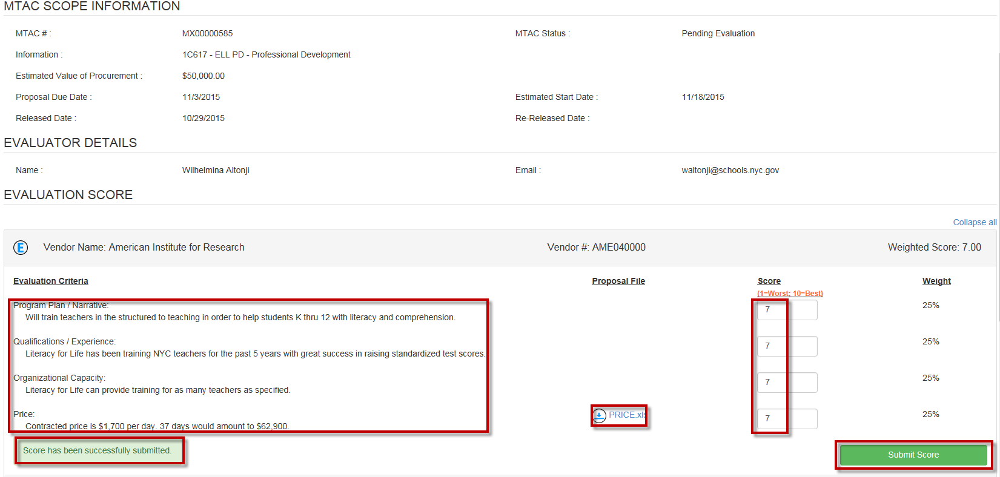 MTAC SCOPE INFORMATION
MTAC # : MX00000585 MTAC Status : Pending Evaluation
Information : 1C617 - ELL PD - Professional Development
Estimated Value of Procurement : $50,000.00
Proposal Due Date : 11/3/2015 Estimated Start Date : 11/18/2015
Released Date : 10/29/2015 Re-Released Date :
EVALUATOR DETAILS
Name : Wilhelmina Altonji Email : waltonji@schools.nyc.gov
EVALUATION SCORE
Collapse all
E Vendor Name: American Institute for Research Vendor #: AME040000 Weighted Score: 7.00
Evaluation Criteria Proposal File Score Weight
(1=Worst; 10=Best)
Program Plan / Narrative: 7 25%
Will train teachers in the structured to teaching in order to help students K thru 12 with literacy and comprehension.
Qualifications / Experience: 7 25%
Literacy for Life has been training NYC teachers for the past 5 years with great success in raising standardized test scores.
Organizational Capacity: 7 25%
Literacy for Life can provide training for as many teachers as specified.
Price: PRICE.xls 7 25%
Contracted price is $1,700 per day. 37 days would amount to $62,900.
Score has been successfully submitted. Submit Score